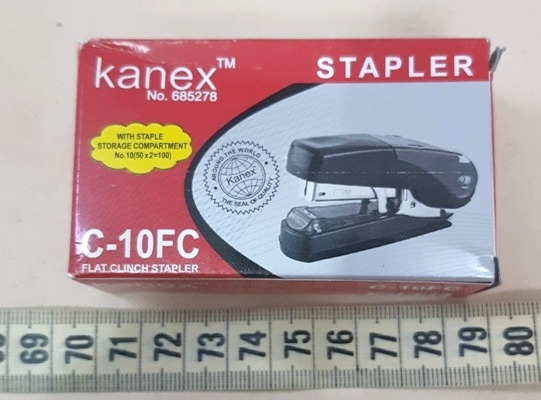 kanex™
No. 685278
STAPLER
WITH STAPLE
STORAGE COMPARTMENT
No.10(50 x 2=100)
AROUND THE WORLD
Kanex
THE SEAL OF QUALITY
C-10FC
FLAT CLINCH STAPLER
C-10FC
69 70 71 72 73 74 75 76 77 78 79 80